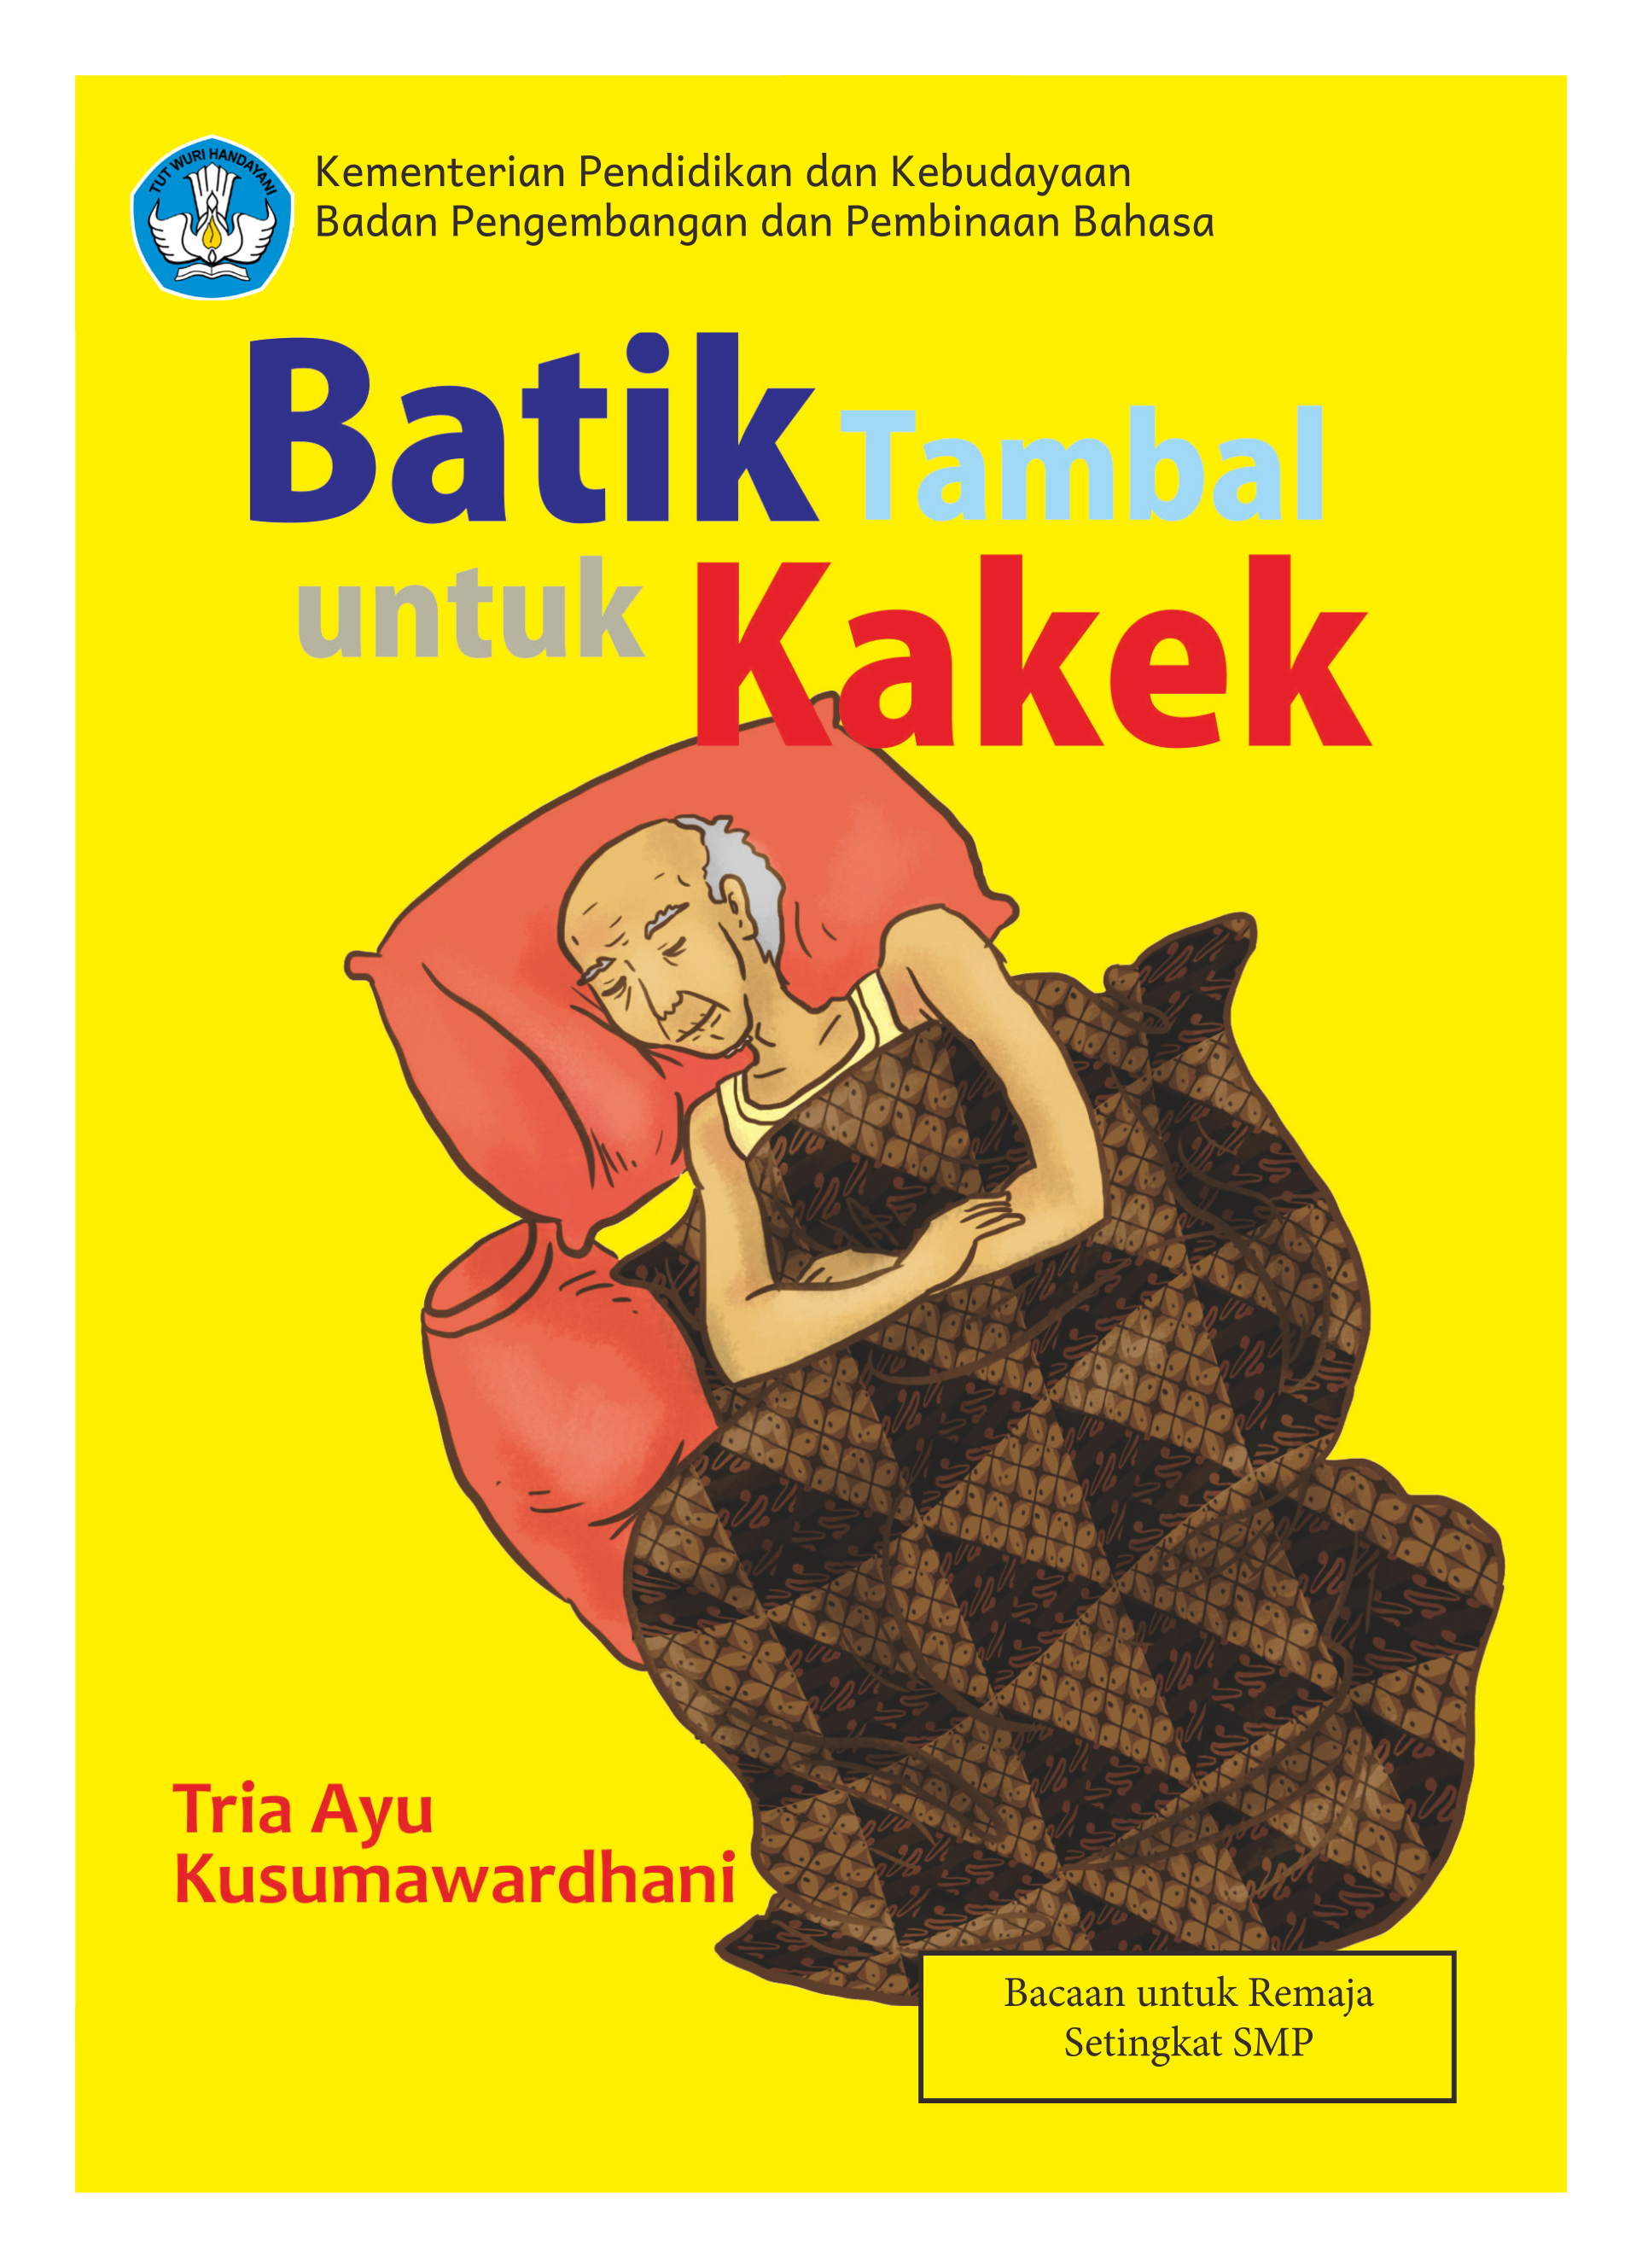 TUT WURI HANDAYANI
Kementerian Pendidikan dan Kebudayaan
Badan Pengembangan dan Pembinaan Bahasa
Batik Tambal
untuk Kakek
Tria Ayu
Kusumawardhani
Bacaan untuk Remaja
Setingkat SMP